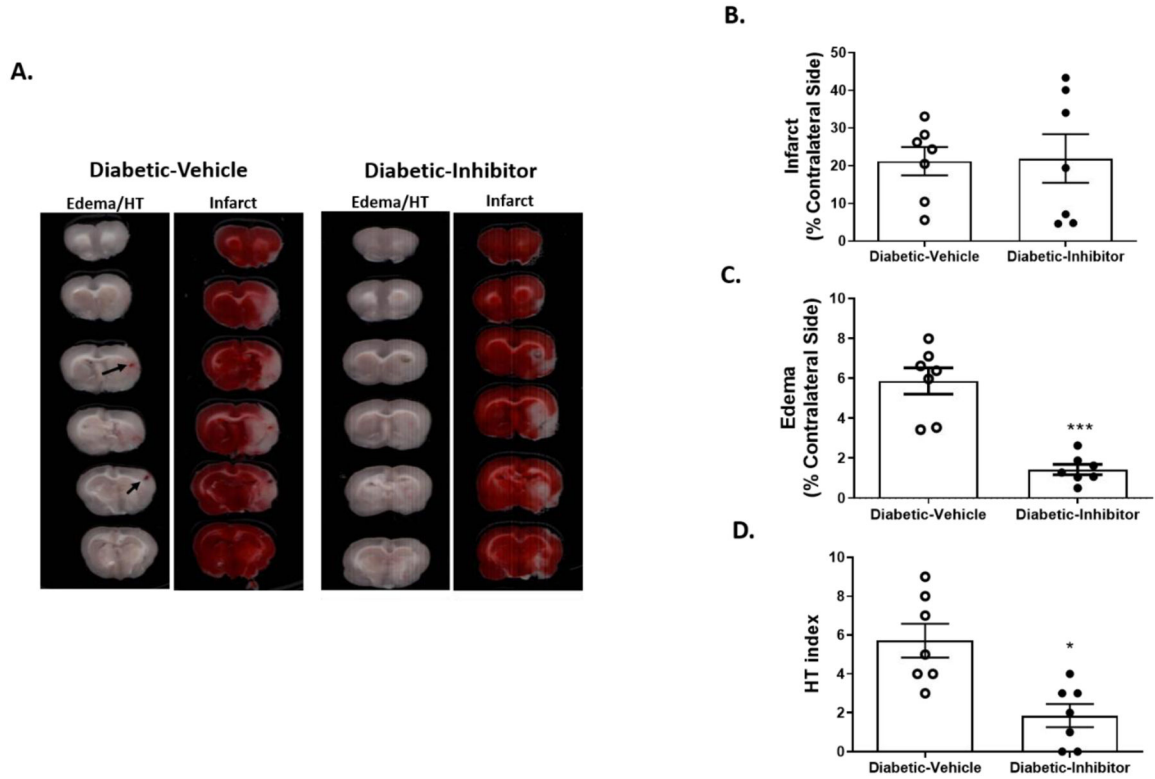 A.
Diabetic-Vehicle
Diabetic-Inhibitor
Edema/HT
Infarct
Edema/HT
Infarct
B.
Infarct
(% Contralateral Side)
50
40
30
20
10
0
Diabetic-Vehicle
Diabetic-Inhibitor
C.
Edema
(% Contralateral Side)
10
8
6
4
2
0
***
Diabetic-Vehicle
Diabetic-Inhibitor
D.
HT index
10
8
6
4
2
0
*
Diabetic-Vehicle
Diabetic-Inhibitor